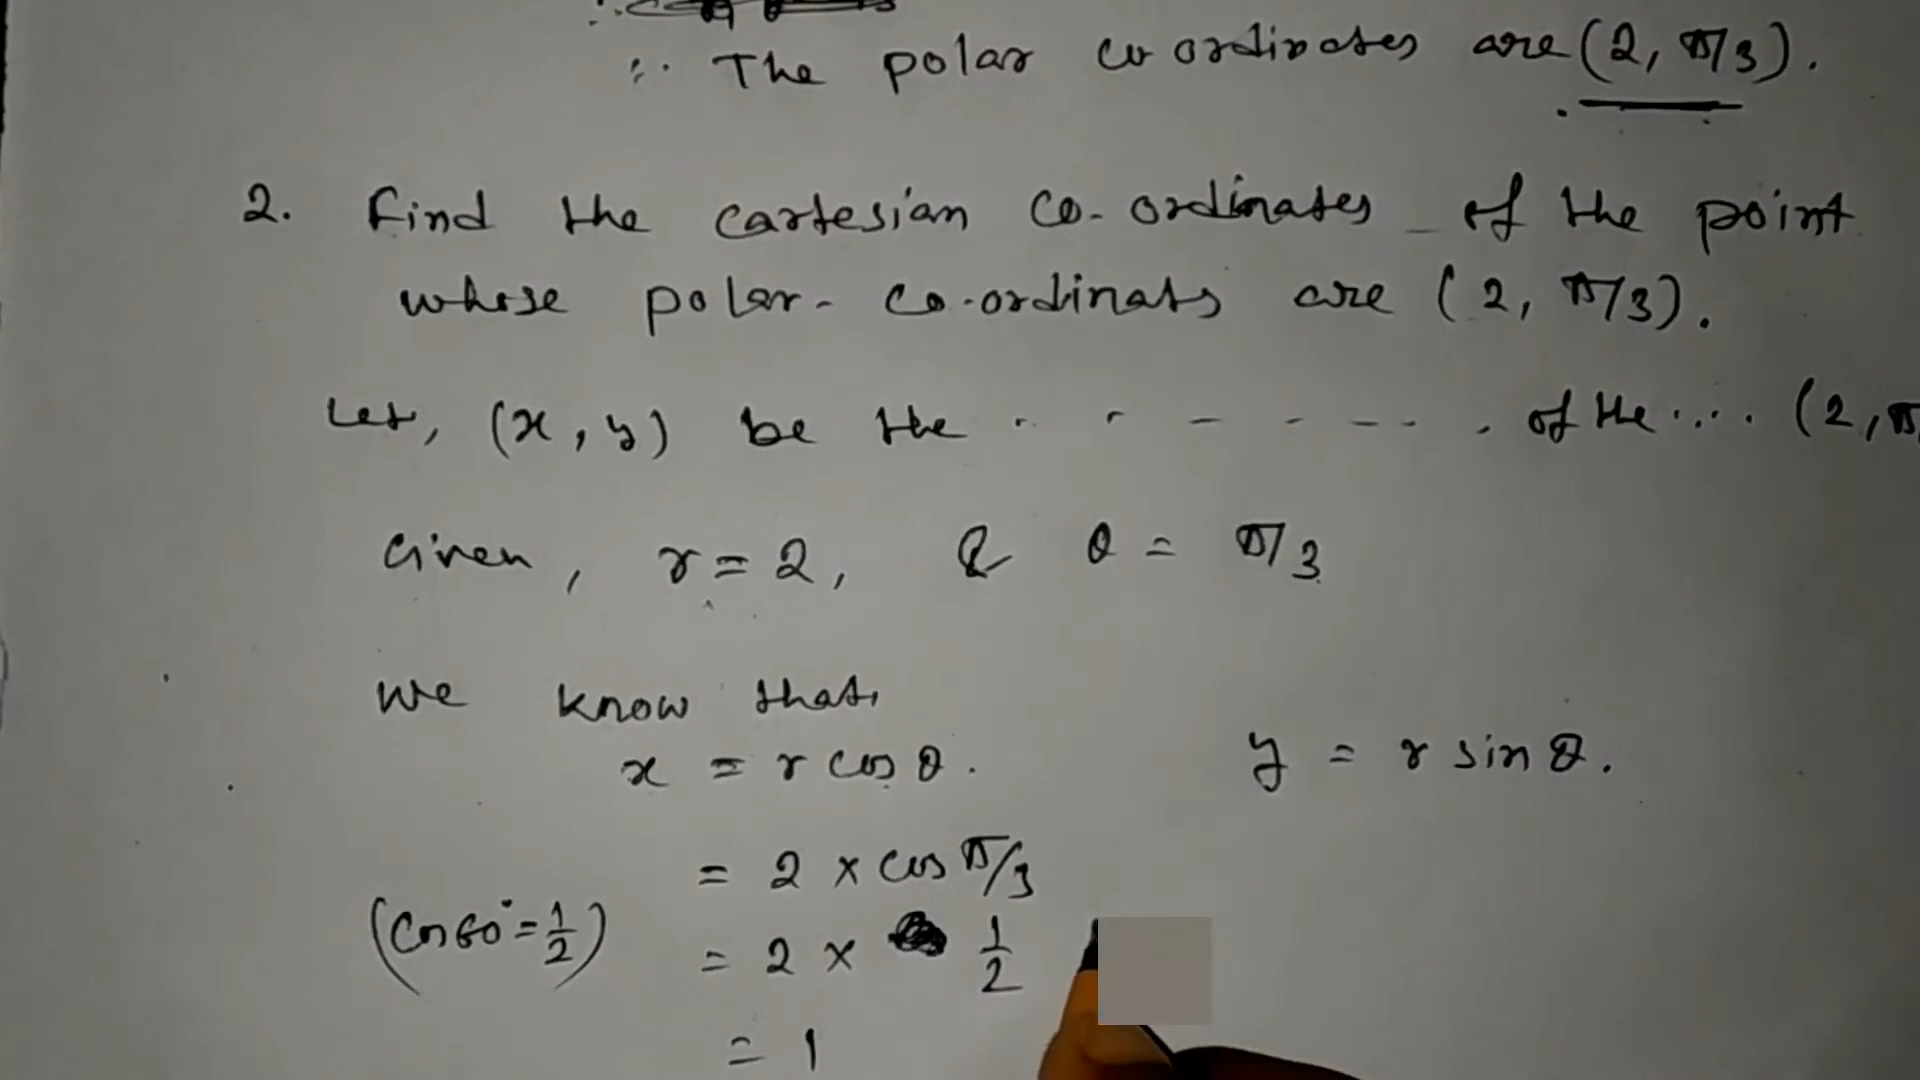 ∴ The polar co ordinates are (2, π/3).
2. Find the cartesian co-ordinates of the point
whose polar- co-ordinats are (2, π/3).
Let, (x, y) be the . . - - - - - . of the . . . . (2, π
Given, r = 2, & θ = π/3
We know that,
x = r cos θ. y = r sin θ.
= 2 × cos π/3
(cos 60° = 1/2) = 2 × 1/2
= 1